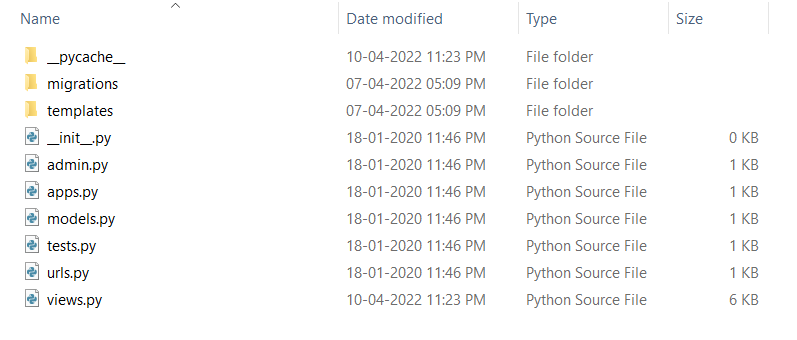 Name Date modified Type Size
__pycache__ 10-04-2022 11:23 PM File folder
migrations 07-04-2022 05:09 PM File folder
templates 07-04-2022 05:09 PM File folder
__init__.py 18-01-2020 11:46 PM Python Source File 0 KB
admin.py 18-01-2020 11:46 PM Python Source File 1 KB
apps.py 18-01-2020 11:46 PM Python Source File 1 KB
models.py 18-01-2020 11:46 PM Python Source File 1 KB
tests.py 18-01-2020 11:46 PM Python Source File 1 KB
urls.py 18-01-2020 11:46 PM Python Source File 1 KB
views.py 10-04-2022 11:23 PM Python Source File 6 KB